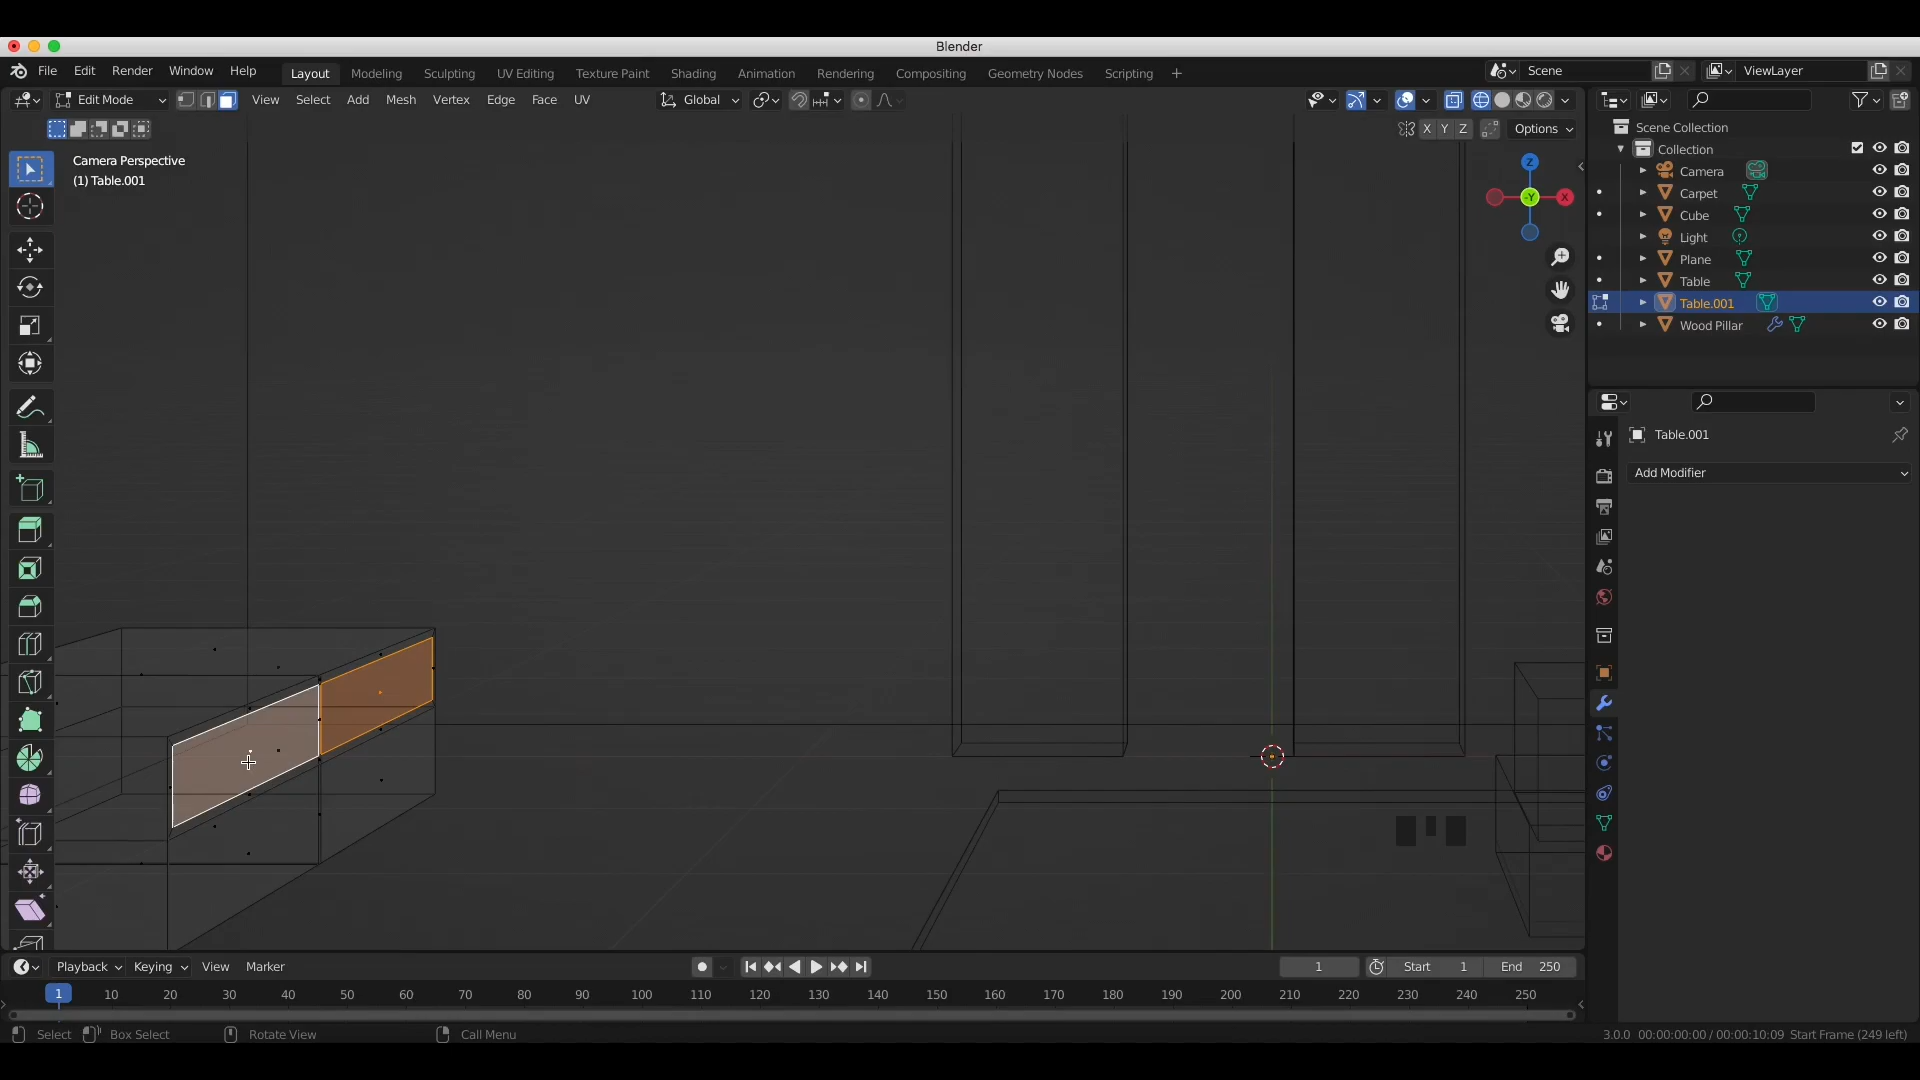 Blender
File Edit Render Window Help
Layout Modeling Sculpting UV Editing Texture Paint Shading Animation Rendering Compositing Geometry Nodes Scripting +
Scene
ViewLayer
Edit Mode View Select Add Mesh Vertex Edge Face UV Global
X Y Z Options
Camera Perspective
(1) Table.001
Z
-Y X
Scene Collection
Collection
Camera
Carpet
Cube
Light
Plane
Table
Table.001
Wood Pillar
Table.001
Add Modifier
Playback Keying View Marker 1 Start 1 End 250
1 10 20 30 40 50 60 70 80 90 100 110 120 130 140 150 160 170 180 190 200 210 220 230 240 250
Select Box Select Rotate View Call Menu 3.0.0 00:00:00:00 / 00:00:10:09 Start Frame (249 left)